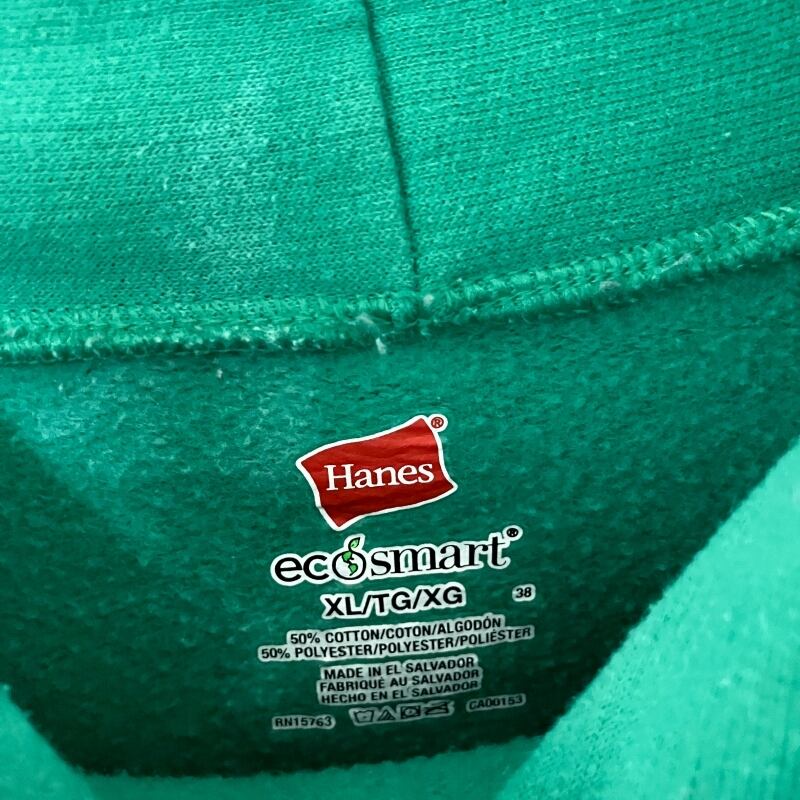 Hanes®
ecosmart®
XL/TG/XG 38
50% COTTON/COTON/ALGODÓN
50% POLYESTER/POLYESTER/POLIÉSTER
MADE IN EL SALVADOR
FABRIQUÉ AU SALVADOR
HECHO EN EL SALVADOR
RN15763 CA00153